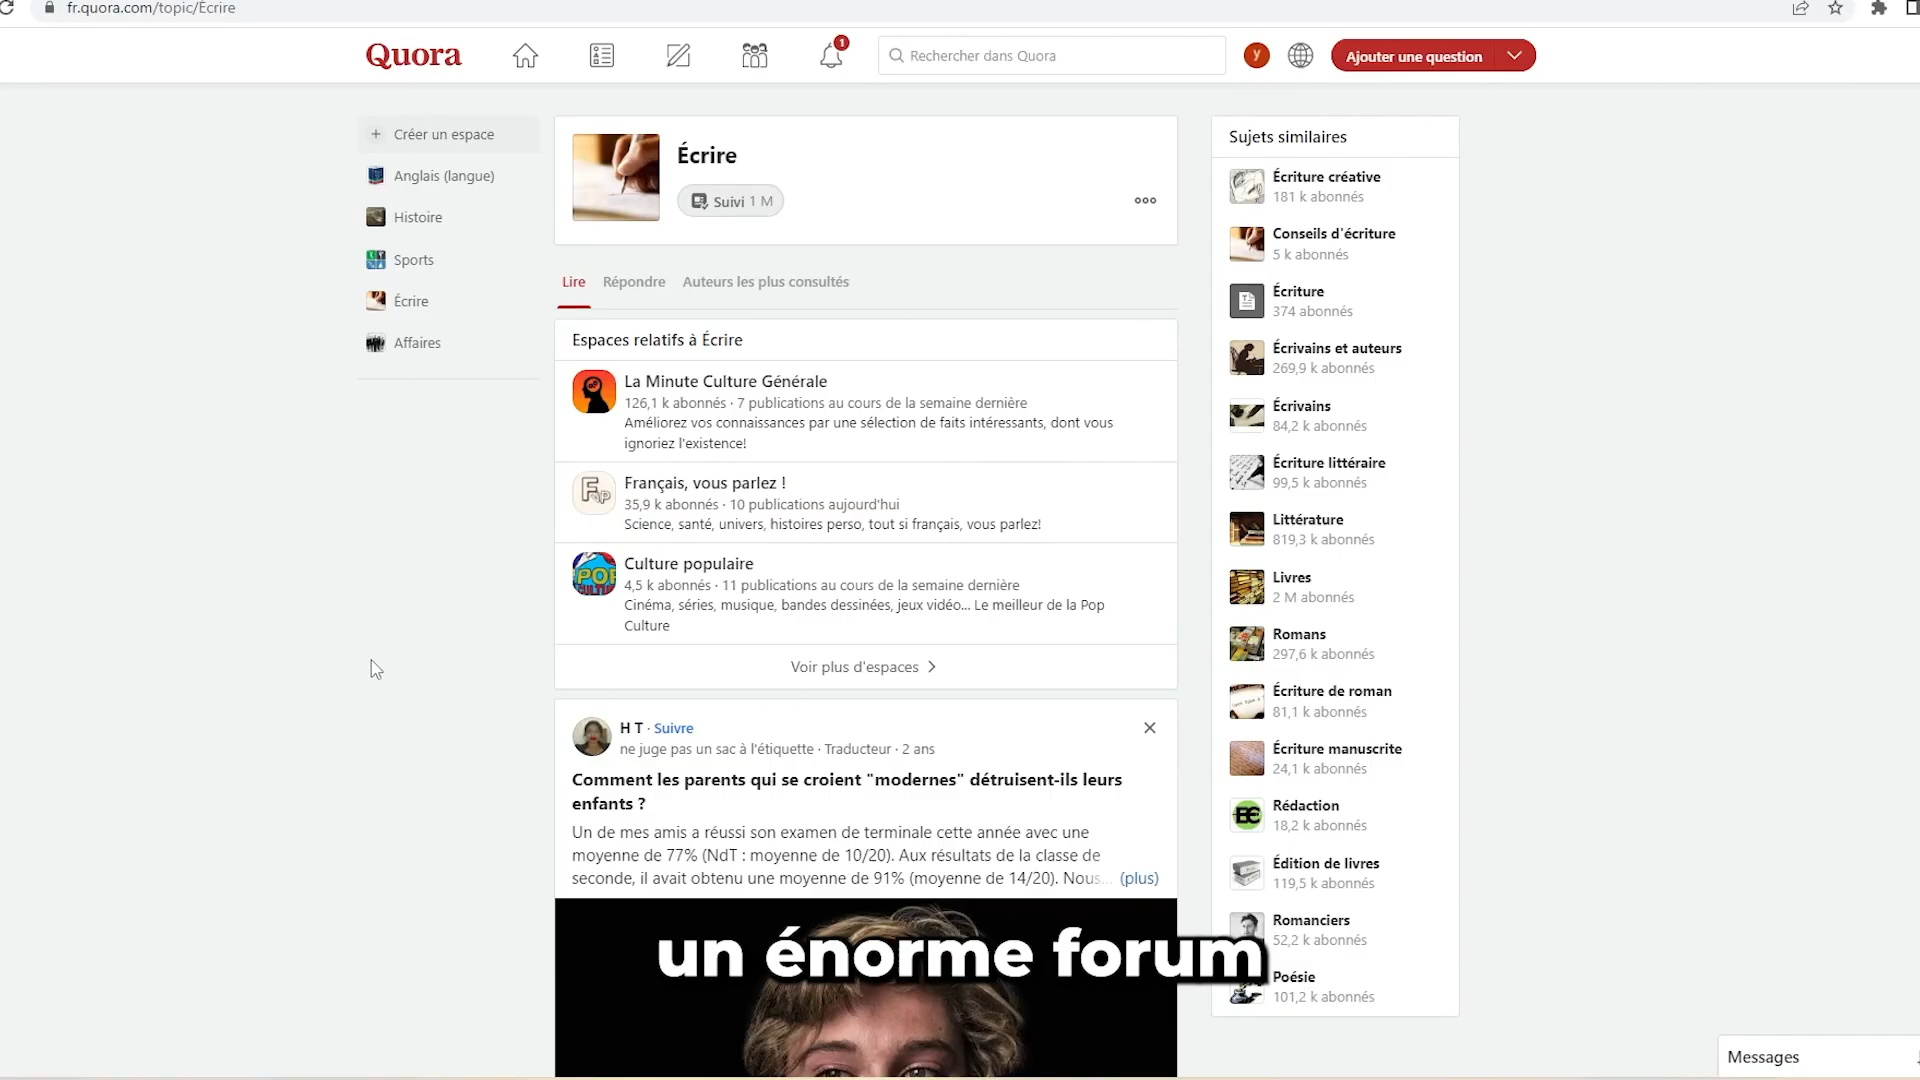 fr.quora.com/topic/Écrire
Quora
1
Rechercher dans Quora
y
Ajouter une question
Créer un espace
Anglais (langue)
Histoire
Sports
Écrire
Affaires
Écrire
Suivi 1 M
Lire
Répondre
Auteurs les plus consultés
Espaces relatifs à Écrire
La Minute Culture Générale
126,1 k abonnés · 7 publications au cours de la semaine dernière
Améliorez vos connaissances par une sélection de faits intéressants, dont vous
ignoriez l'existence!
Français, vous parlez !
35,9 k abonnés · 10 publications aujourd'hui
Science, santé, univers, histoires perso, tout si français, vous parlez!
POP
Culture populaire
4,5 k abonnés · 11 publications au cours de la semaine dernière
Cinéma, séries, musique, bandes dessinées, jeux vidéo... Le meilleur de la Pop
Culture
Voir plus d'espaces
H T · Suivre
ne juge pas un sac à l'étiquette · Traducteur · 2 ans
Comment les parents qui se croient "modernes" détruisent-ils leurs
enfants ?
Un de mes amis a réussi son examen de terminale cette année avec une
moyenne de 77% (NdT : moyenne de 10/20). Aux résultats de la classe de
seconde, il avait obtenu une moyenne de 91% (moyenne de 14/20). Nous... (plus)
un énorme forum
Sujets similaires
Écriture créative
181 k abonnés
Conseils d'écriture
5 k abonnés
Écriture
374 abonnés
Écrivains et auteurs
269,9 k abonnés
Écrivains
84,2 k abonnés
Écriture littéraire
99,5 k abonnés
Littérature
819,3 k abonnés
Livres
2 M abonnés
Romans
297,6 k abonnés
Écriture de roman
81,1 k abonnés
Écriture manuscrite
24,1 k abonnés
Rédaction
18,2 k abonnés
Édition de livres
119,5 k abonnés
Romanciers
52,2 k abonnés
Poésie
101,2 k abonnés
Messages